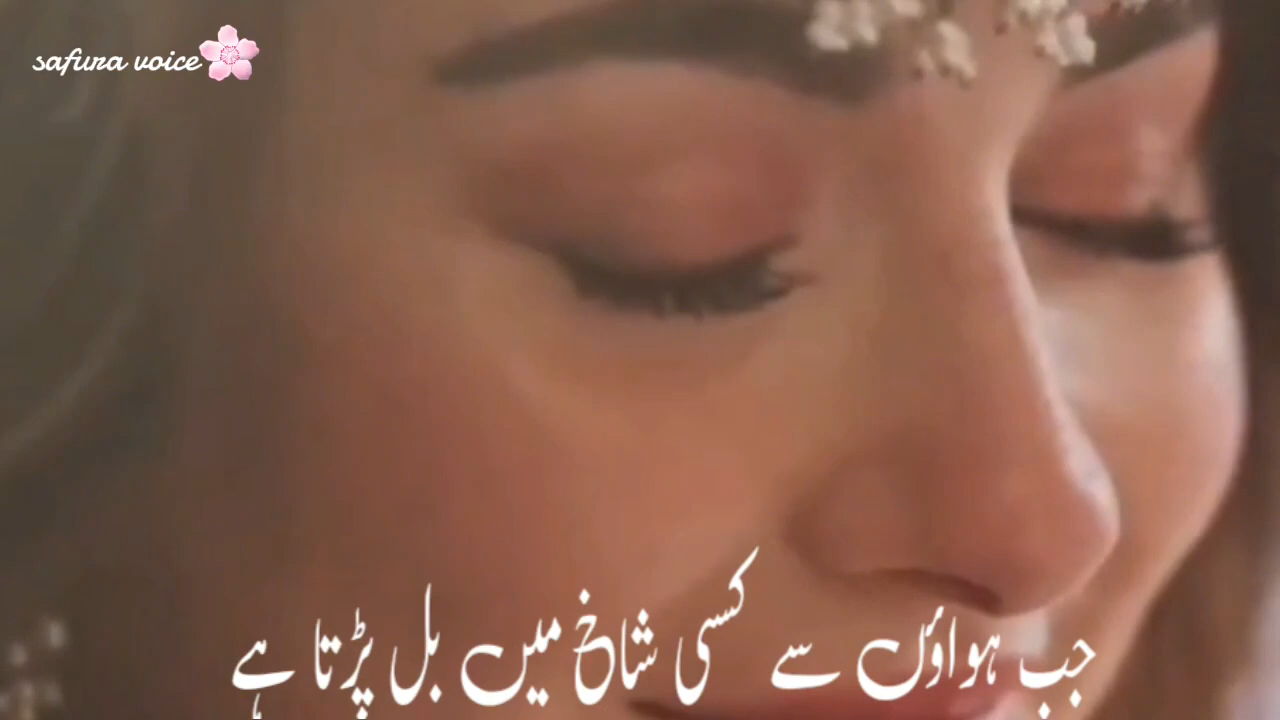 safura voice
جب ہواؤں سے کسی شاخ میں بل پڑتا ہے